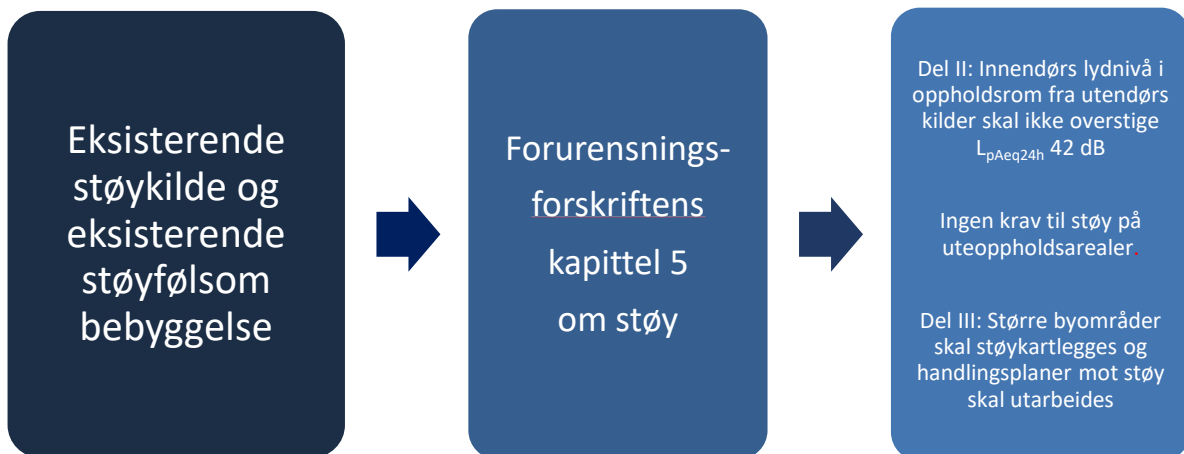 Eksisterende
støykilde og
eksisterende
støyfølsom
bebyggelse
Forurensnings-
forskriftens
kapittel 5
om støy
Del II: Innendørs lydnivå i
oppholdsrom fra utendørs
kilder skal ikke overstige
LpAeq24h 42 dB
Ingen krav til støy på
uteoppholdsarealer.
Del III: Større byområder
skal støykartlegges og
handlingsplaner mot støy
skal utarbeides